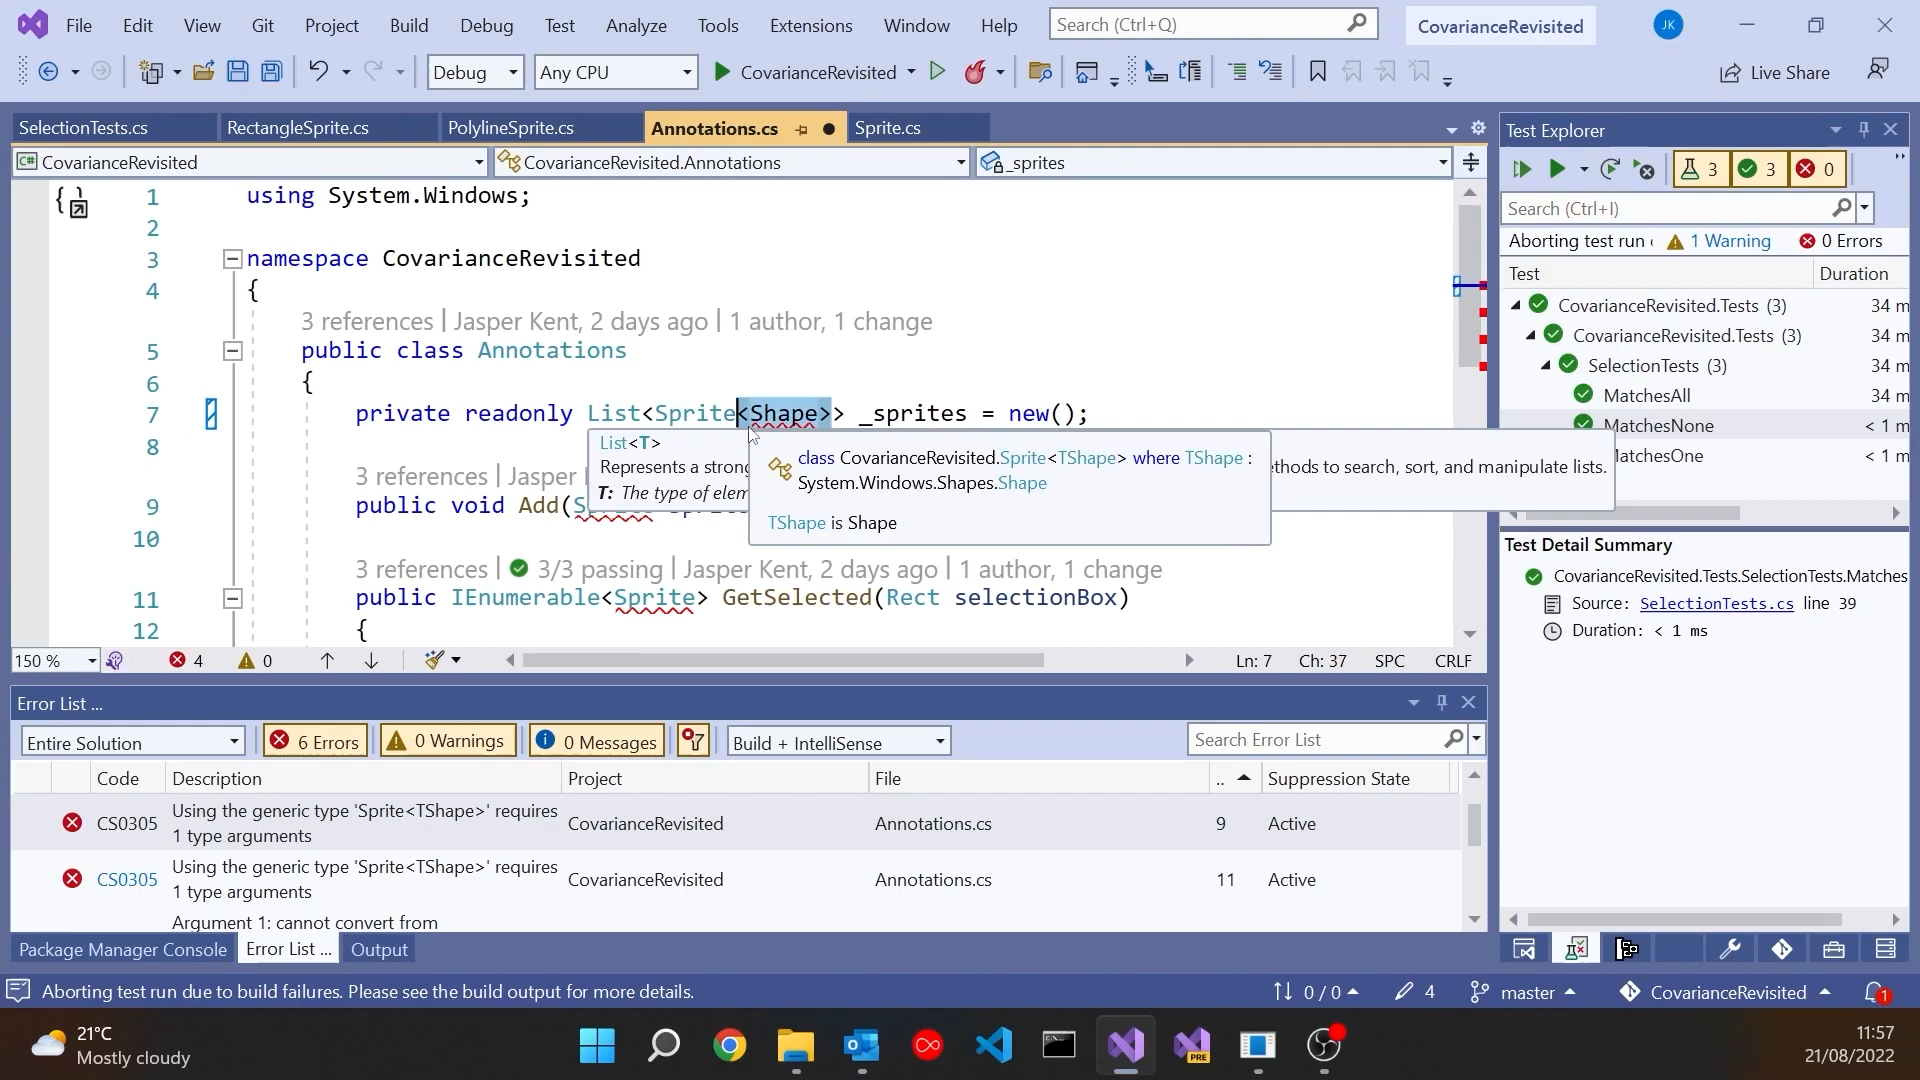 File Edit View Git Project Build Debug Test Analyze Tools Extensions Window Help Search (Ctrl+Q) CovarianceRevisited JK
Debug Any CPU CovarianceRevisited Live Share
SelectionTests.cs RectangleSprite.cs PolylineSprite.cs Annotations.cs Sprite.cs
CovarianceRevisited CovarianceRevisited.Annotations _sprites
1 using System.Windows;
2
3 namespace CovarianceRevisited
4 {
3 references | Jasper Kent, 2 days ago | 1 author, 1 change
5 public class Annotations
6 {
7 private readonly List<Sprite<Shape>> _sprites = new();
8
List<T>
Represents a strong
T: The type of elem
class CovarianceRevisited.Sprite<TShape> where TShape :
System.Windows.Shapes.Shape
TShape is Shape
ethods to search, sort, and manipulate lists.
3 references | Jasper
9 public void Add(
10
3 references | 3/3 passing | Jasper Kent, 2 days ago | 1 author, 1 change
11 public IEnumerable<Sprite> GetSelected(Rect selectionBox)
12 {
150 % 4 0 Ln: 7 Ch: 37 SPC CRLF
Error List ...
Entire Solution 6 Errors 0 Warnings 0 Messages Build + IntelliSense Search Error List
Code Description Project File .. Suppression State
CS0305 Using the generic type 'Sprite<TShape>' requires
1 type arguments CovarianceRevisited Annotations.cs 9 Active
CS0305 Using the generic type 'Sprite<TShape>' requires
1 type arguments CovarianceRevisited Annotations.cs 11 Active
Argument 1: cannot convert from
Package Manager Console Error List ... Output
Test Explorer
3 3 0
Search (Ctrl+I)
Aborting test run 1 Warning 0 Errors
Test Duration
CovarianceRevisited.Tests (3) 34 m
CovarianceRevisited.Tests (3) 34 m
SelectionTests (3) 34 m
MatchesAll 34 m
MatchesNone < 1 m
MatchesOne < 1 m
Test Detail Summary
CovarianceRevisited.Tests.SelectionTests.Matches
Source: SelectionTests.cs line 39
Duration: < 1 ms
Aborting test run due to build failures. Please see the build output for more details. 0 / 0 4 master CovarianceRevisited 1
21°C
Mostly cloudy
PRE
11:57
21/08/2022